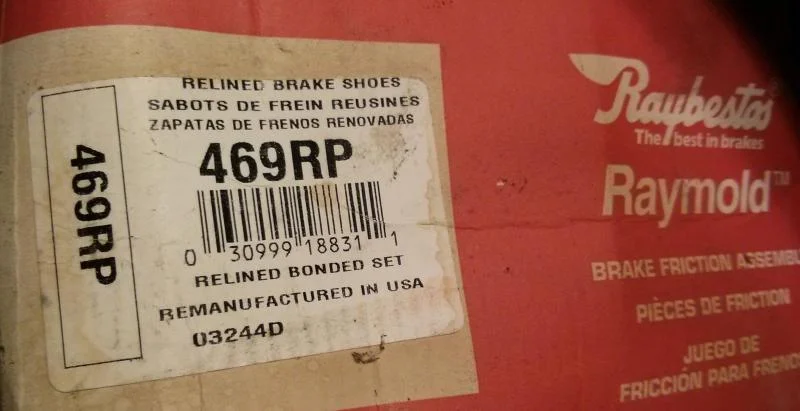 RELINED BRAKE SHOES
SABOTS DE FREIN REUSINES
ZAPATAS DE FRENOS RENOVADAS
469RP
469RP
0 30999 18831 1
RELINED BONDED SET
REMANUFACTURED IN USA
03244D
Raybestos®
The best in brakes
Raymold™
BRAKE FRICTION ASSEMBL
PIÈCES DE FRICTION
JUEGO DE
FRICCIÓN PARA FRENO